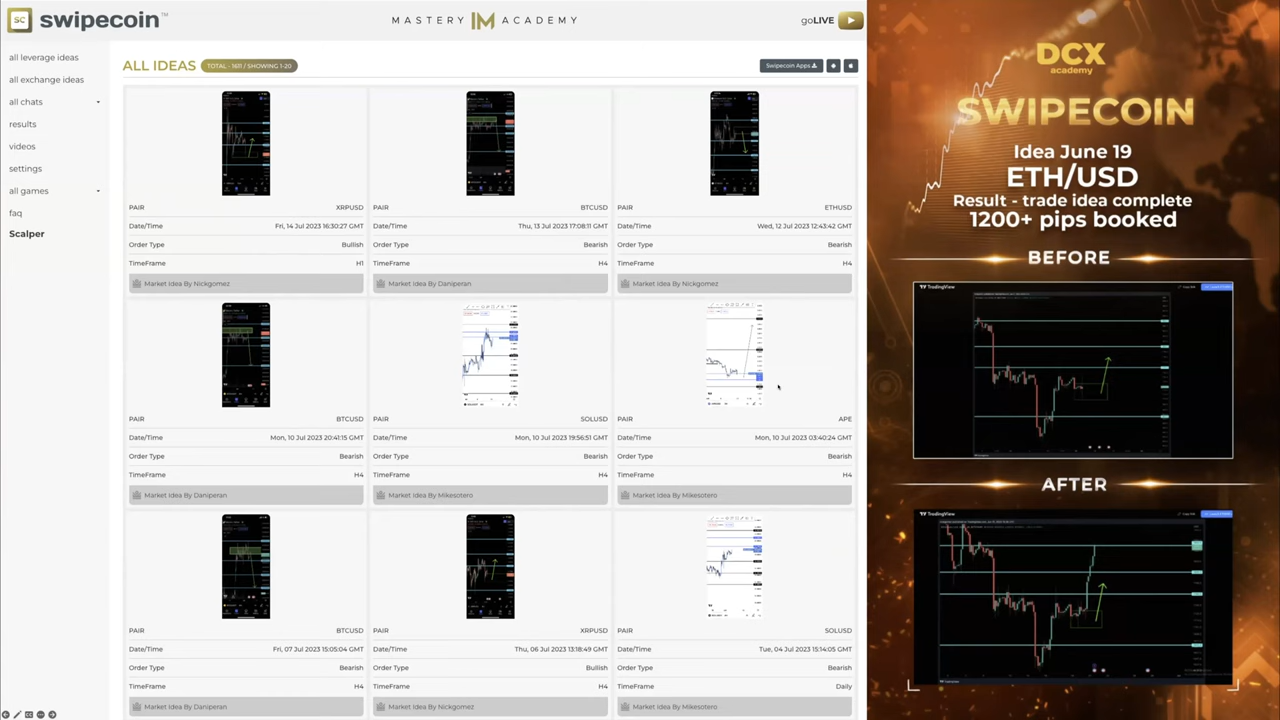 SC swipecoin™
MASTERY IM ACADEMY
goLIVE
all leverage ideas
all exchange ideas
all chats
results
videos
settings
all games
faq
Scalper
ALL IDEAS
TOTAL - 1611 / SHOWING 1-20
Swipecoin Apps
PAIR XRPUSD
Date/Time Fri, 14 Jul 2023 16:30:27 GMT
Order Type Bullish
TimeFrame H1
Market Idea By Nickgomez
PAIR BTCUSD
Date/Time Thu, 13 Jul 2023 17:08:11 GMT
Order Type Bearish
TimeFrame H4
Market Idea By Daniperan
PAIR ETHUSD
Date/Time Wed, 12 Jul 2023 12:43:42 GMT
Order Type Bearish
TimeFrame H4
Market Idea By Nickgomez
PAIR BTCUSD
Date/Time Mon, 10 Jul 2023 20:41:15 GMT
Order Type Bearish
TimeFrame H4
Market Idea By Daniperan
PAIR SOLUSD
Date/Time Mon, 10 Jul 2023 19:56:51 GMT
Order Type Bearish
TimeFrame H4
Market Idea By Mikesotero
PAIR APE
Date/Time Mon, 10 Jul 2023 03:40:24 GMT
Order Type Bearish
TimeFrame H4
Market Idea By Mikesotero
PAIR BTCUSD
Date/Time Fri, 07 Jul 2023 15:05:04 GMT
Order Type Bearish
TimeFrame H4
Market Idea By Daniperan
PAIR XRPUSD
Date/Time Thu, 06 Jul 2023 13:18:49 GMT
Order Type Bullish
TimeFrame H4
Market Idea By Nickgomez
PAIR SOLUSD
Date/Time Tue, 04 Jul 2023 15:14:05 GMT
Order Type Bearish
TimeFrame Daily
Market Idea By Mikesotero
DCX
academy
SWIPECOIN
Idea June 19
ETH/USD
Result - trade idea complete
1200+ pips booked
BEFORE
TradingView
AFTER
TradingView